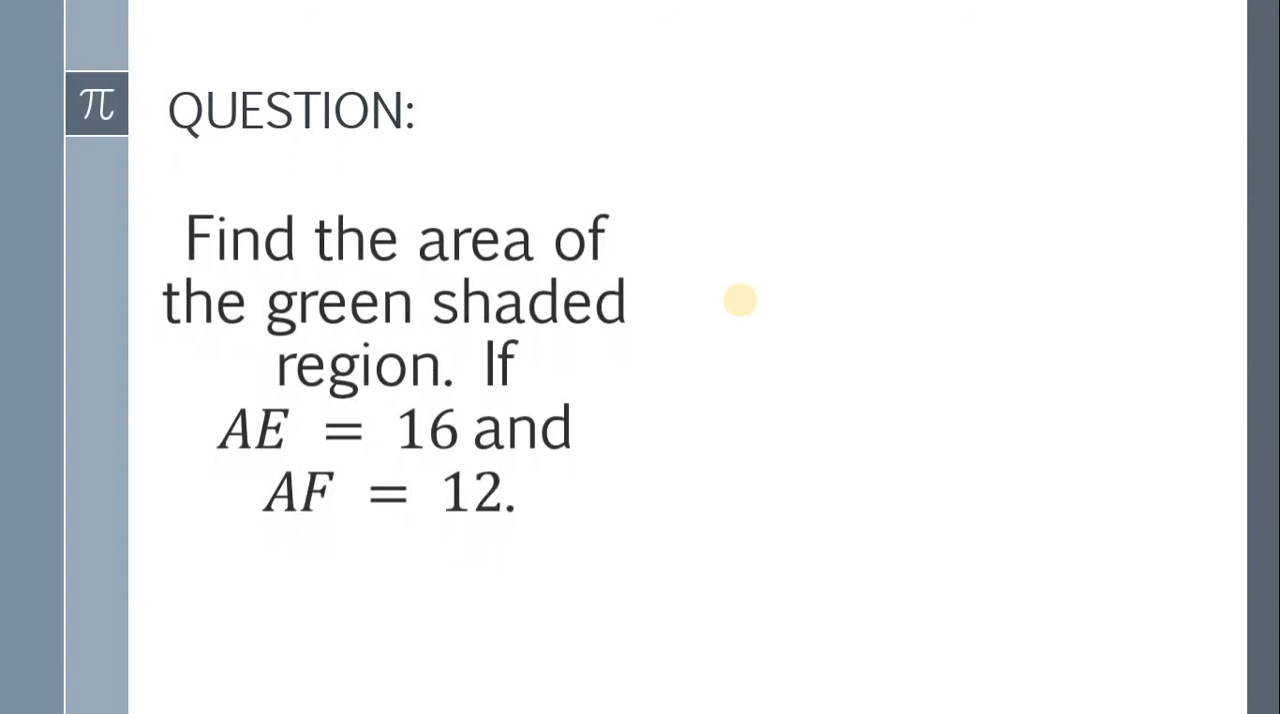 π
QUESTION:
Find the area of
the green shaded
region. If
AE = 16 and
AF = 12.